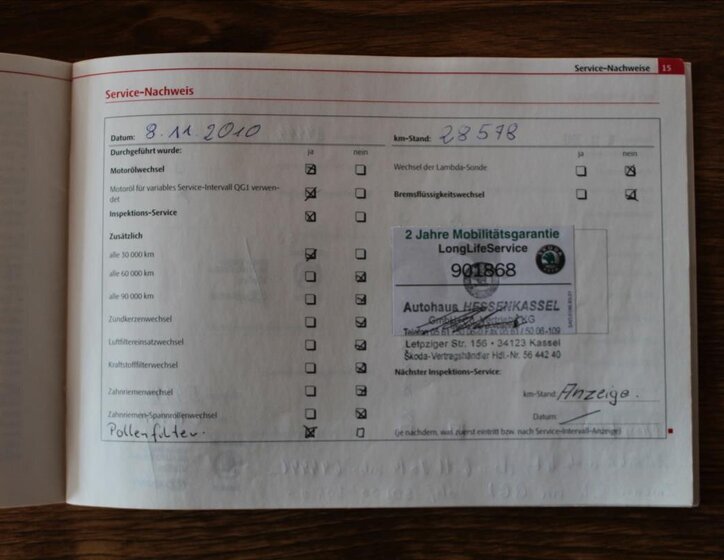 Service-Nachweise 15
Service-Nachweis
Datum: 8.11.2010
km-Stand: 28578
Durchgeführt wurde: ja nein
ja nein
Motorölwechsel
Wechsel der Lambda-Sonde
Motoröl für variables Service-Intervall QG1 verwen-
det
Bremsflüssigkeitswechsel
Inspektions-Service
Zusätzlich
alle 30 000 km
alle 60 000 km
alle 90 000 km
Zündkerzenwechsel
Luftfiltereinsatzwechsel
Kraftstofffilterwechsel
Zahnriemenwechsel
Zahnriemen-Spannrollenwechsel
Pollenfilter.
2 Jahre Mobilitätsgarantie
LongLifeService
901868
Autohaus HESSENKASSEL
Leipziger Str. 156 • 34123 Kassel
Škoda-Vertragshändler Hdl.-Nr. 56 442 40
Nächster Inspektions-Service:
km-Stand: Anzeige.
Datum:
(je nachdem, was zuerst eintritt bzw. nach Service-Intervall-Anzeige)